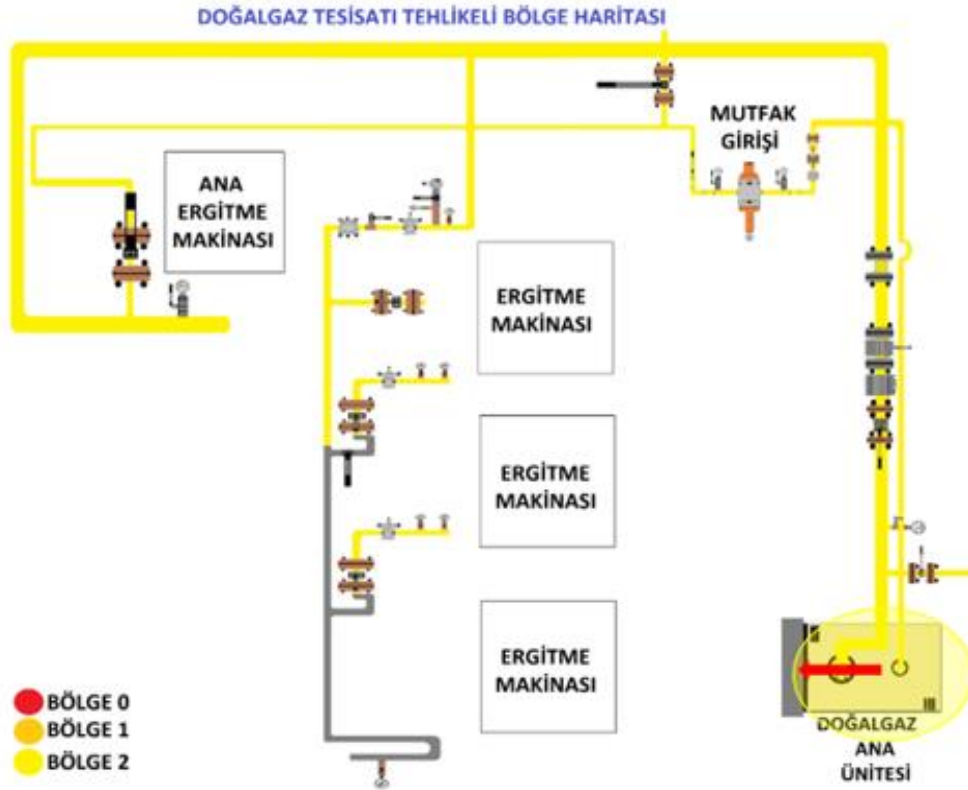 DOĞALGAZ TESİSATI TEHLİKELİ BÖLGE HARİTASI
MUTFAK
GİRİŞİ
ANA
ERGİTME
MAKİNASI
ERGİTME
MAKİNASI
ERGİTME
MAKİNASI
ERGİTME
MAKİNASI
BÖLGE 0
BÖLGE 1
BÖLGE 2
DOĞALGAZ
ANA
ÜNİTESİ